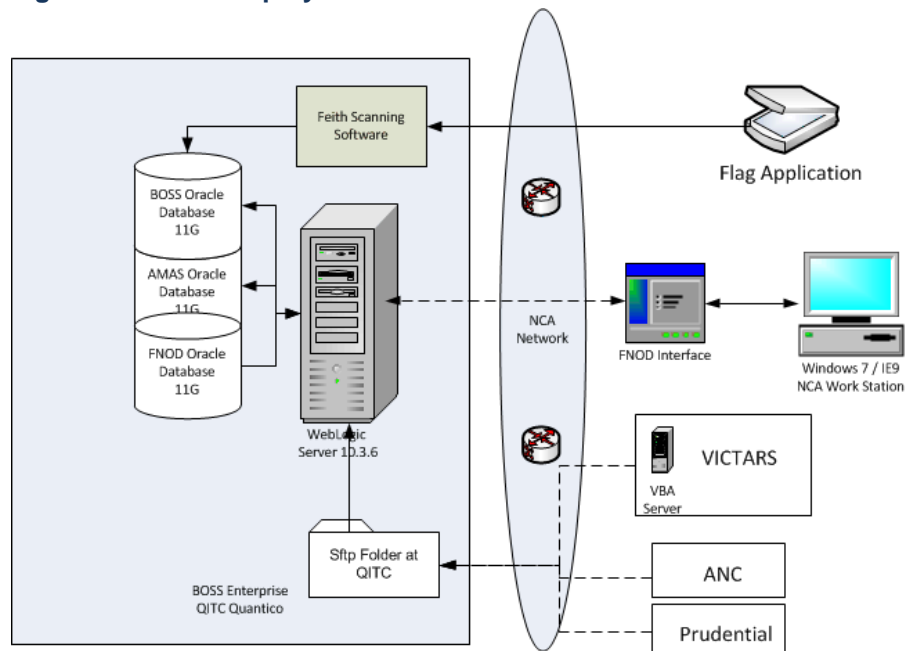 Feith Scanning
Software
Flag Application
BOSS Oracle
Database
11G
AMAS Oracle
Database
11G
FNOD Oracle
Database
11G
WebLogic
Server 10.3.6
NCA
Network
FNOD Interface
Windows 7 / IE9
NCA Work Station
VICTARS
VBA
Server
Sftp Folder at
QITC
BOSS Enterprise
QITC Quantico
ANC
Prudential